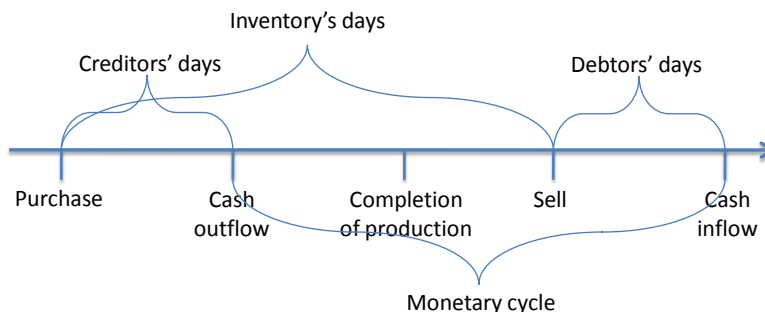 Inventory’s days
Creditors’ days
Debtors’ days
Purchase
Cash
outflow
Completion
of production
Sell
Cash
inflow
Monetary cycle